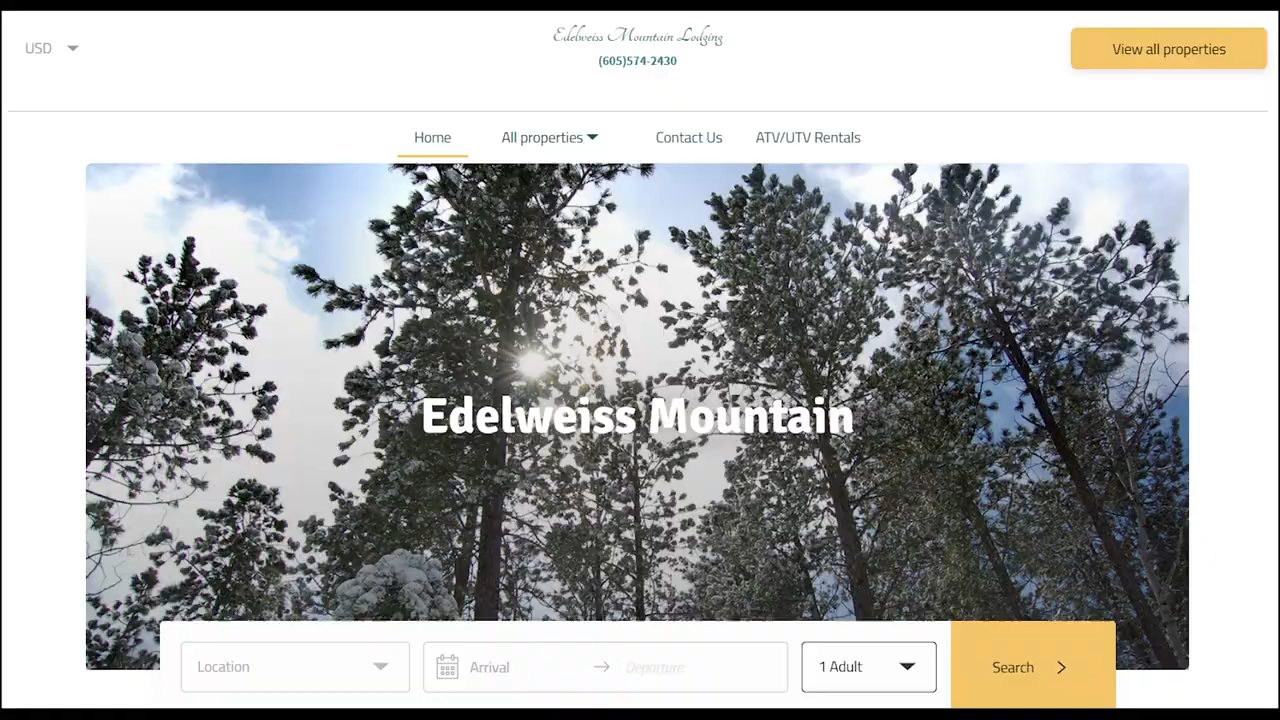 USD
Edelweiss Mountain Lodging
(605)574-2430
View all properties
Home
All properties
Contact Us
ATV/UTV Rentals
Edelweiss Mountain
Location
Arrival
Departure
1 Adult
Search